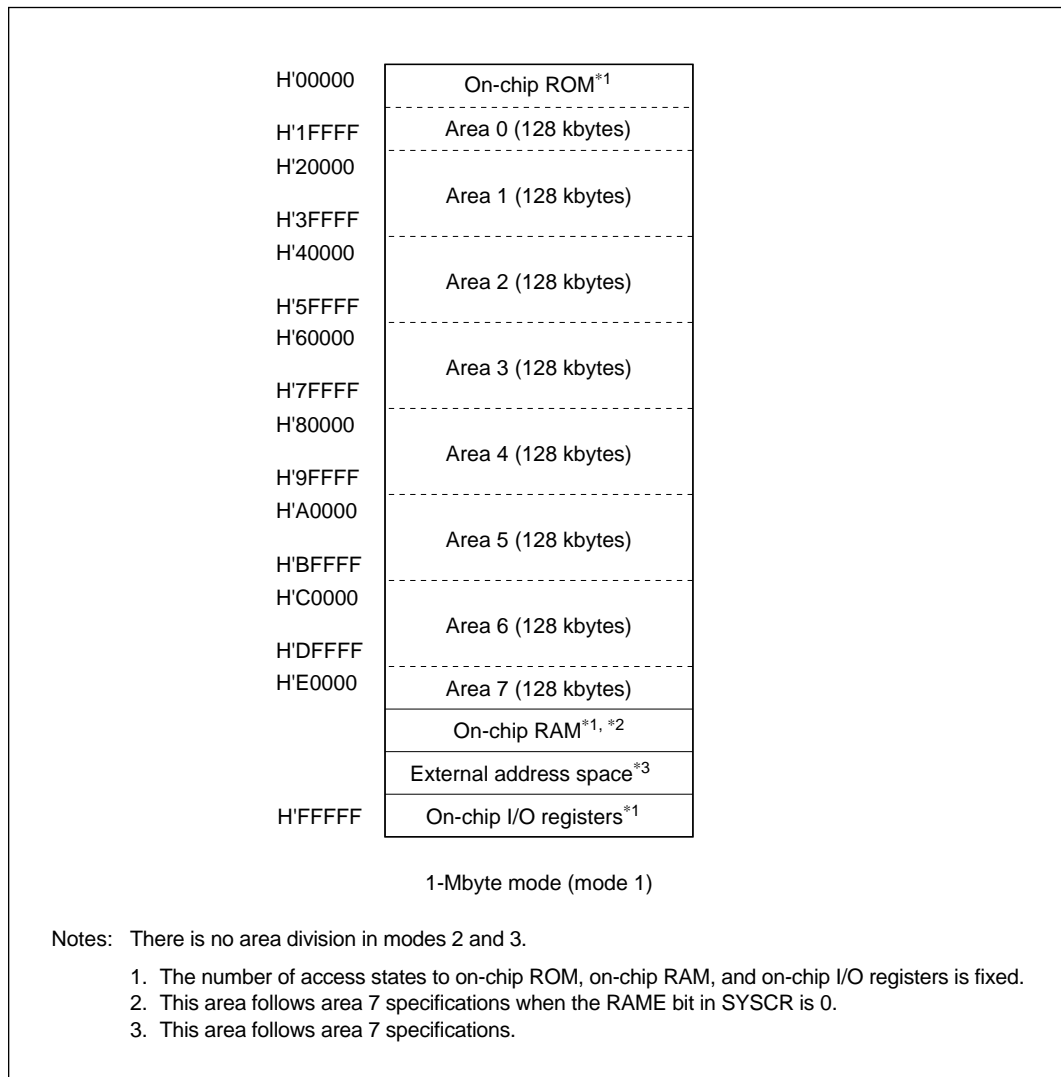 H'00000
On-chip ROM*1
H'1FFFF
Area 0 (128 kbytes)
H'20000
Area 1 (128 kbytes)
H'3FFFF
H'40000
Area 2 (128 kbytes)
H'5FFFF
H'60000
Area 3 (128 kbytes)
H'7FFFF
H'80000
Area 4 (128 kbytes)
H'9FFFF
H'A0000
Area 5 (128 kbytes)
H'BFFFF
H'C0000
Area 6 (128 kbytes)
H'DFFFF
H'E0000
Area 7 (128 kbytes)
On-chip RAM*1, *2
External address space*3
H'FFFFF
On-chip I/O registers*1
1-Mbyte mode (mode 1)
Notes: There is no area division in modes 2 and 3.
1. The number of access states to on-chip ROM, on-chip RAM, and on-chip I/O registers is fixed.
2. This area follows area 7 specifications when the RAME bit in SYSCR is 0.
3. This area follows area 7 specifications.